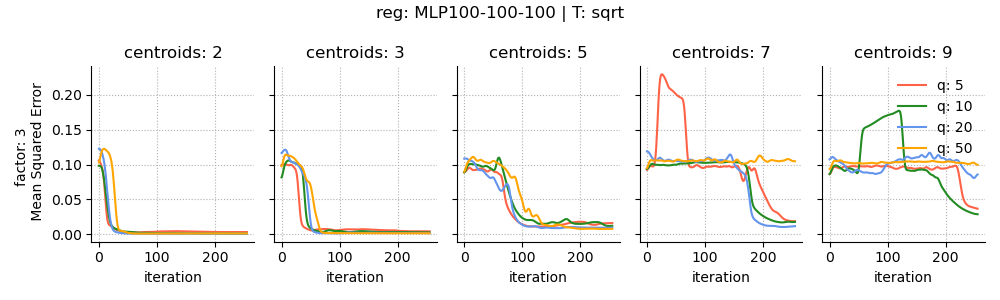 reg: MLP100-100-100 | T: sqrt
centroids: 2
centroids: 3
centroids: 5
centroids: 7
centroids: 9
factor: 3
Mean Squared Error
0.20
0.15
0.10
0.05
0.00
q: 5
q: 10
q: 20
q: 50
0 200
0 100 200
0 100 200
0 100 200
0 200
iteration
iteration
iteration
iteration
iteration